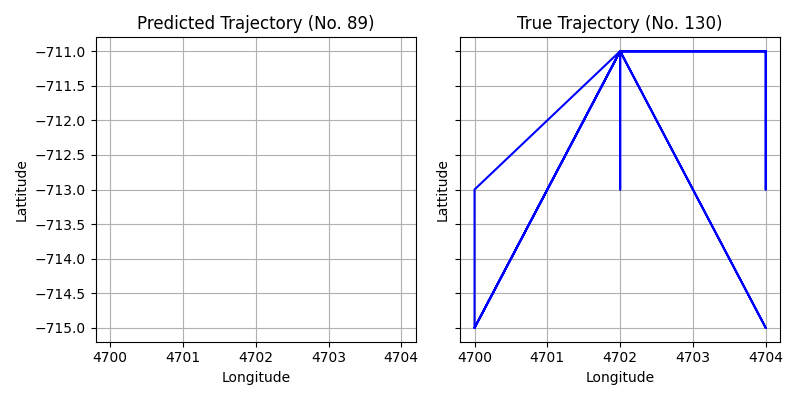 Predicted Trajectory (No. 89)
True Trajectory (No. 130)
−711.0
−711.5
−712.0
−712.5
−713.0
−713.5
−714.0
−714.5
−715.0
Lattitude
Lattitude
4700 4701 4702 4703 4704
4700 4701 4702 4703 4704
Longitude
Longitude